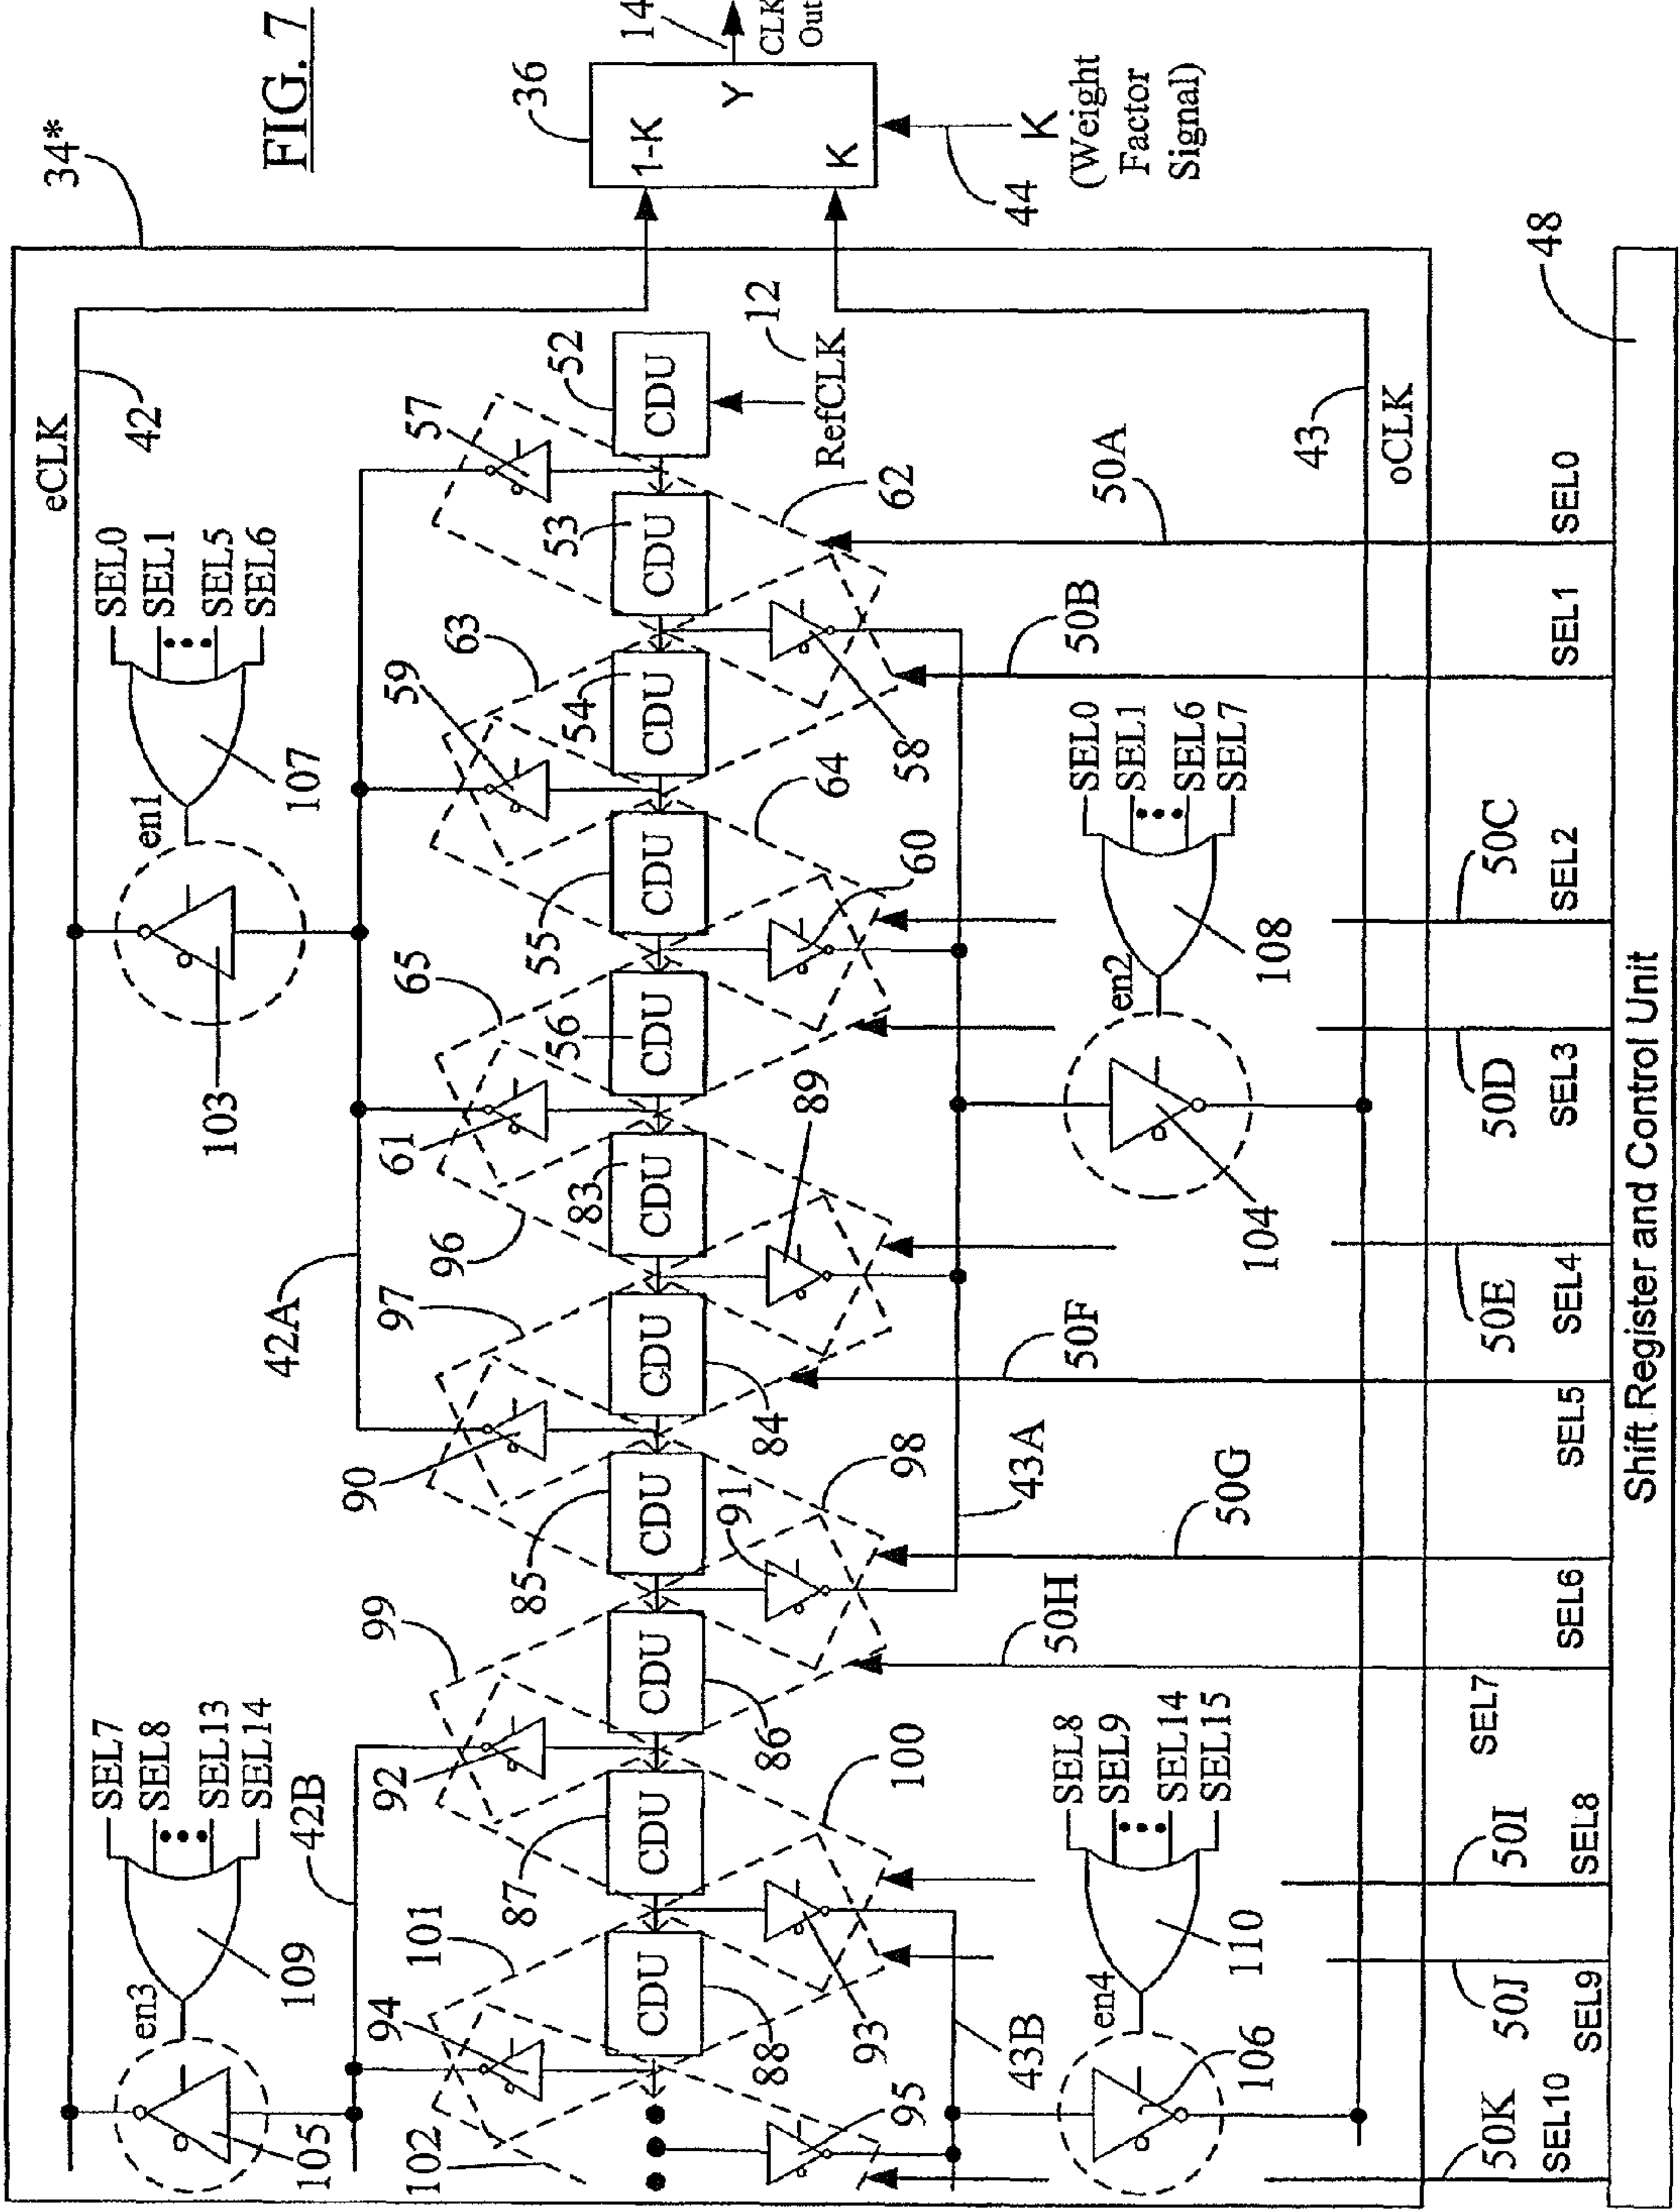 FIG. 7
34*
36
14
CLK
Out
1-K
Y
K
44
K
(Weight
Factor
Signal)
eCLK
42
SEL0
SEL1
SEL5
SEL6
107
en1
103
42A
SEL7
SEL8
SEL13
SEL14
109
en3
105
42B
57
63
59
65
61
96
97
90
99
92
101
94
102
CDU
52
12
RefCLK
CDU
53
CDU
54
CDU
55
CDU
56
CDU
83
CDU
84
CDU
85
CDU
86
CDU
87
CDU
88
62
58
64
60
89
98
91
100
93
95
43A
43B
SEL0
SEL1
SEL6
SEL7
108
en2
104
SEL8
SEL9
SEL14
SEL15
110
en4
106
43
oCLK
50A
50B
50C
50D
50E
50F
50G
50H
50I
50J
50K
SEL0
SEL1
SEL2
SEL3
SEL4
SEL5
SEL6
SEL7
SEL8
SEL9
SEL10
48
Shift Register and Control Unit